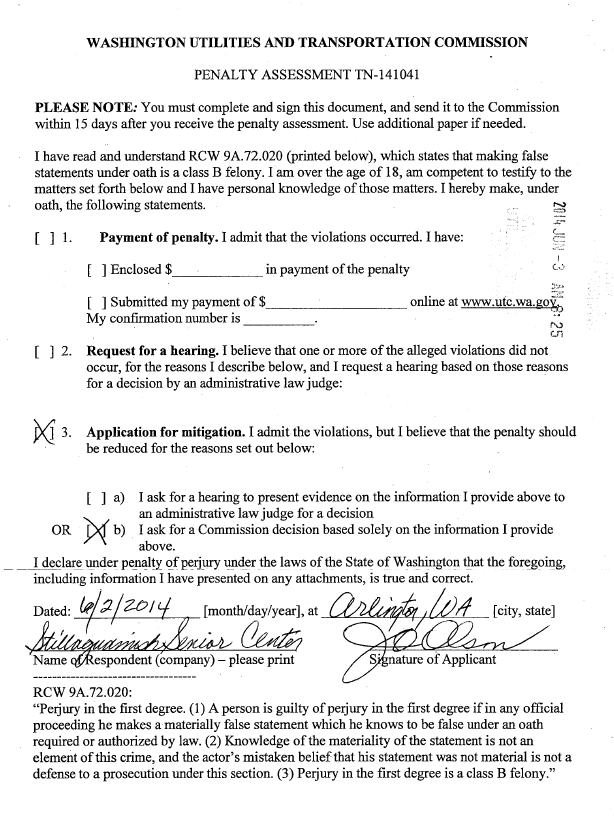 WASHINGTON UTILITIES AND TRANSPORTATION COMMISSION
PENALTY ASSESSMENT TN-141041
PLEASE NOTE: You must complete and sign this document, and send it to the Commission
within 15 days after you receive the penalty assessment. Use additional paper if needed.
I have read and understand RCW 9A.72.020 (printed below), which states that making false
statements under oath is a class B felony. I am over the age of 18, am competent to testify to the
matters set forth below and I have personal knowledge of those matters. I hereby make, under
oath, the following statements.
[ ] 1. Payment of penalty. I admit that the violations occurred. I have:
[ ] Enclosed $_____________ in payment of the penalty
[ ] Submitted my payment of $____________________ online at www.utc.wa.gov.
My confirmation number is __________.
[ ] 2. Request for a hearing. I believe that one or more of the alleged violations did not
occur, for the reasons I describe below, and I request a hearing based on those reasons
for a decision by an administrative law judge:
[X] 3. Application for mitigation. I admit the violations, but I believe that the penalty should
be reduced for the reasons set out below:
[ ] a) I ask for a hearing to present evidence on the information I provide above to
an administrative law judge for a decision
OR [X] b) I ask for a Commission decision based solely on the information I provide
above.
I declare under penalty of perjury under the laws of the State of Washington that the foregoing,
including information I have presented on any attachments, is true and correct.
Dated: 6/2/2014 [month/day/year], at Arlington, WA [city, state]
Stillaguamish Senior Center JO Olson
Name of Respondent (company) – please print Signature of Applicant
------------------------------
RCW 9A.72.020:
“Perjury in the first degree. (1) A person is guilty of perjury in the first degree if in any official
proceeding he makes a materially false statement which he knows to be false under an oath
required or authorized by law. (2) Knowledge of the materiality of the statement is not an
element of this crime, and the actor's mistaken belief that his statement was not material is not a
defense to a prosecution under this section. (3) Perjury in the first degree is a class B felony.”
2014 JUN -3 AM 8:25